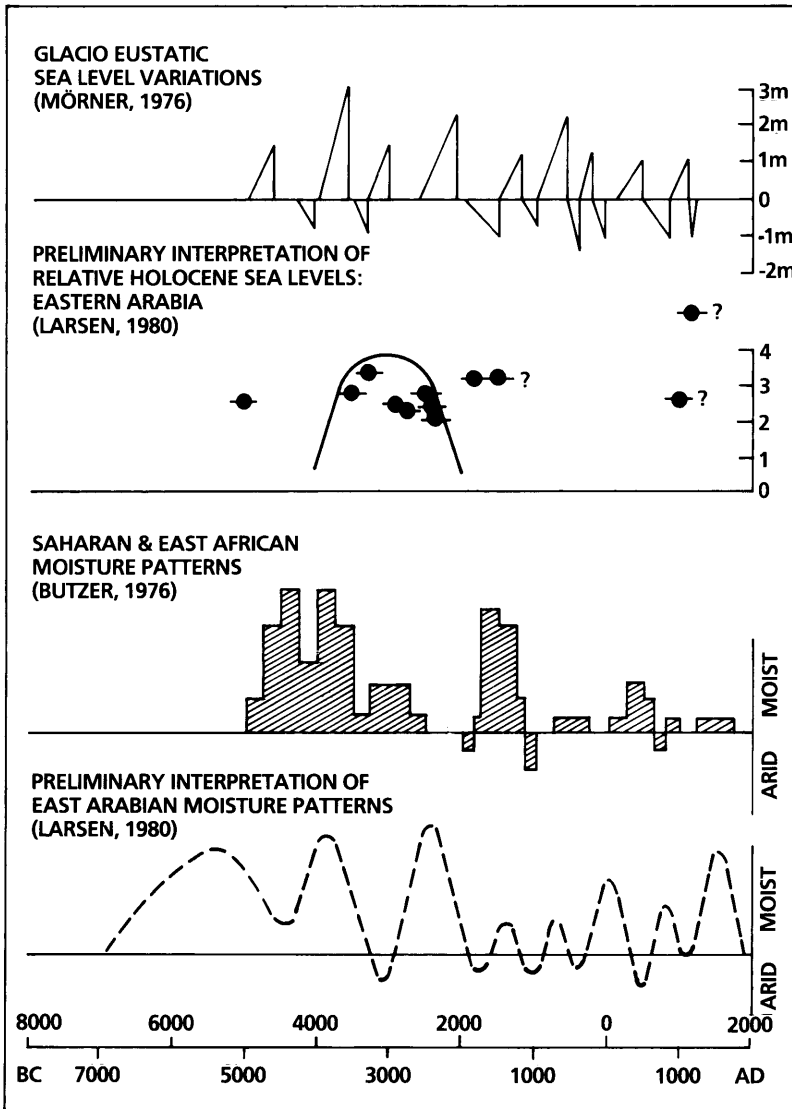 GLACIO EUSTATIC
SEA LEVEL VARIATIONS
(MÖRNER, 1976)
3m
2m
1m
0
-1m
-2m
PRELIMINARY INTERPRETATION OF
RELATIVE HOLOCENE SEA LEVELS:
EASTERN ARABIA
(LARSEN, 1980)
?
?
?
4
3
2
1
0
SAHARAN & EAST AFRICAN
MOISTURE PATTERNS
(BUTZER, 1976)
MOIST
ARID
PRELIMINARY INTERPRETATION OF
EAST ARABIAN MOISTURE PATTERNS
(LARSEN, 1980)
MOIST
ARID
8000 6000 4000 2000 0 2000
BC 7000 5000 3000 1000 1000 AD